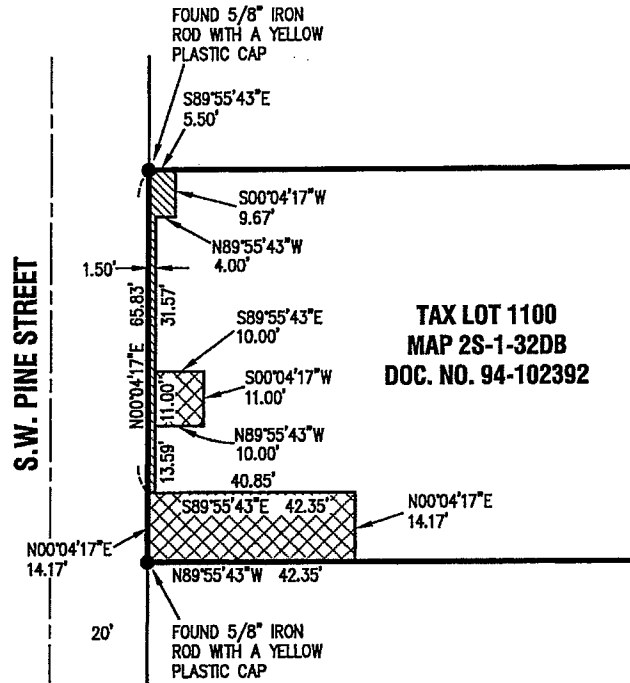 FOUND 5/8" IRON
ROD WITH A YELLOW
PLASTIC CAP
S89°55'43"E
5.50'
S00°04'17"W
9.67'
N89°55'43"W
4.00'
1.50'
N00°04'17"E 65.83'
31.57'
S89°55'43"E
10.00'
S00°04'17"W
11.00'
11.00'
N89°55'43"W
10.00'
13.59'
40.85'
S89°55'43"E 42.35'
N00°04'17"E
14.17'
N00°04'17"E
14.17'
N89°55'43"W 42.35'
S.W. PINE STREET
TAX LOT 1100
MAP 2S-1-32DB
DOC. NO. 94-102392
20'
FOUND 5/8" IRON
ROD WITH A YELLOW
PLASTIC CAP